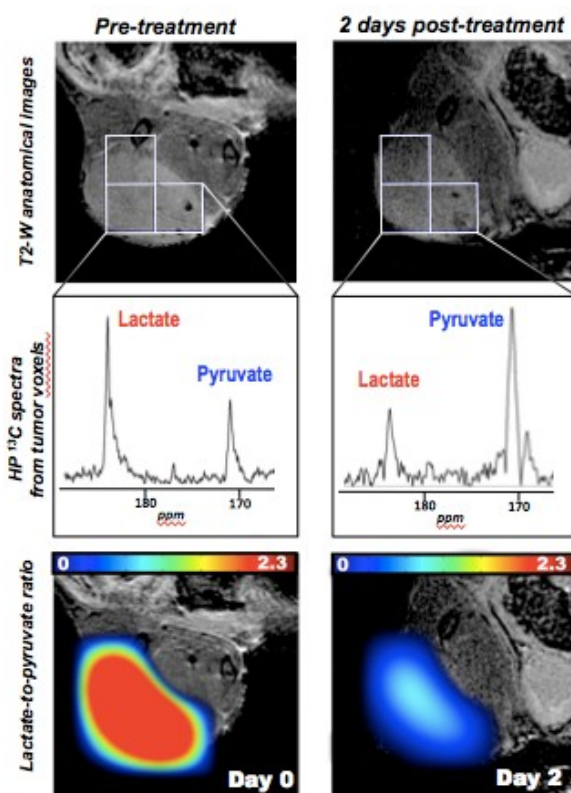 Pre-treatment
2 days post-treatment
T2-W anatomical images
HP ¹³C spectra
from tumor voxels
Lactate
Pyruvate
180
170
ppm
Pyruvate
Lactate
180
170
ppm
Lactate-to-pyruvate ratio
0
2.3
Day 0
0
2.3
Day 2